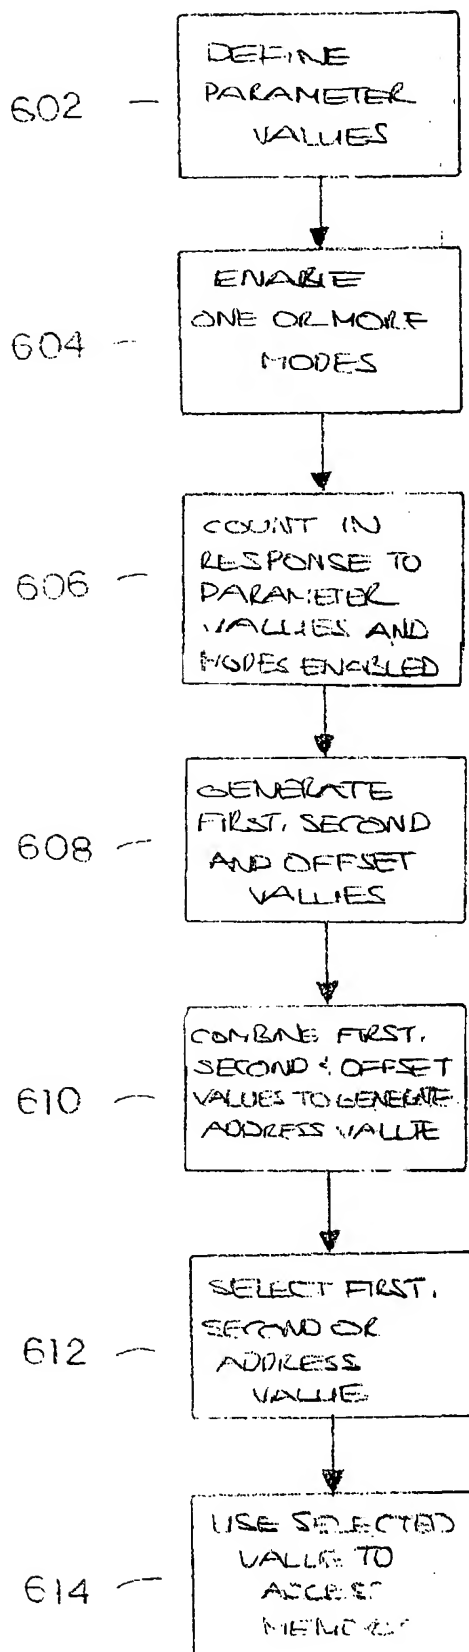 602
DEFINE
PARAMETER
VALUES
604
ENABLE
ONE OR MORE
MODES
606
COUNT IN
RESPONSE TO
PARAMETER
VALUES AND
MODES ENABLED
608
GENERATE
FIRST, SECOND
AND OFFSET
VALUES
610
COMBINE FIRST,
SECOND & OFFSET
VALUES TO GENERATE
ADDRESS VALUE
612
SELECT FIRST,
SECOND OR
ADDRESS
VALUE
614
USE SELECTED
VALUE TO
ACCESS
MEMORY